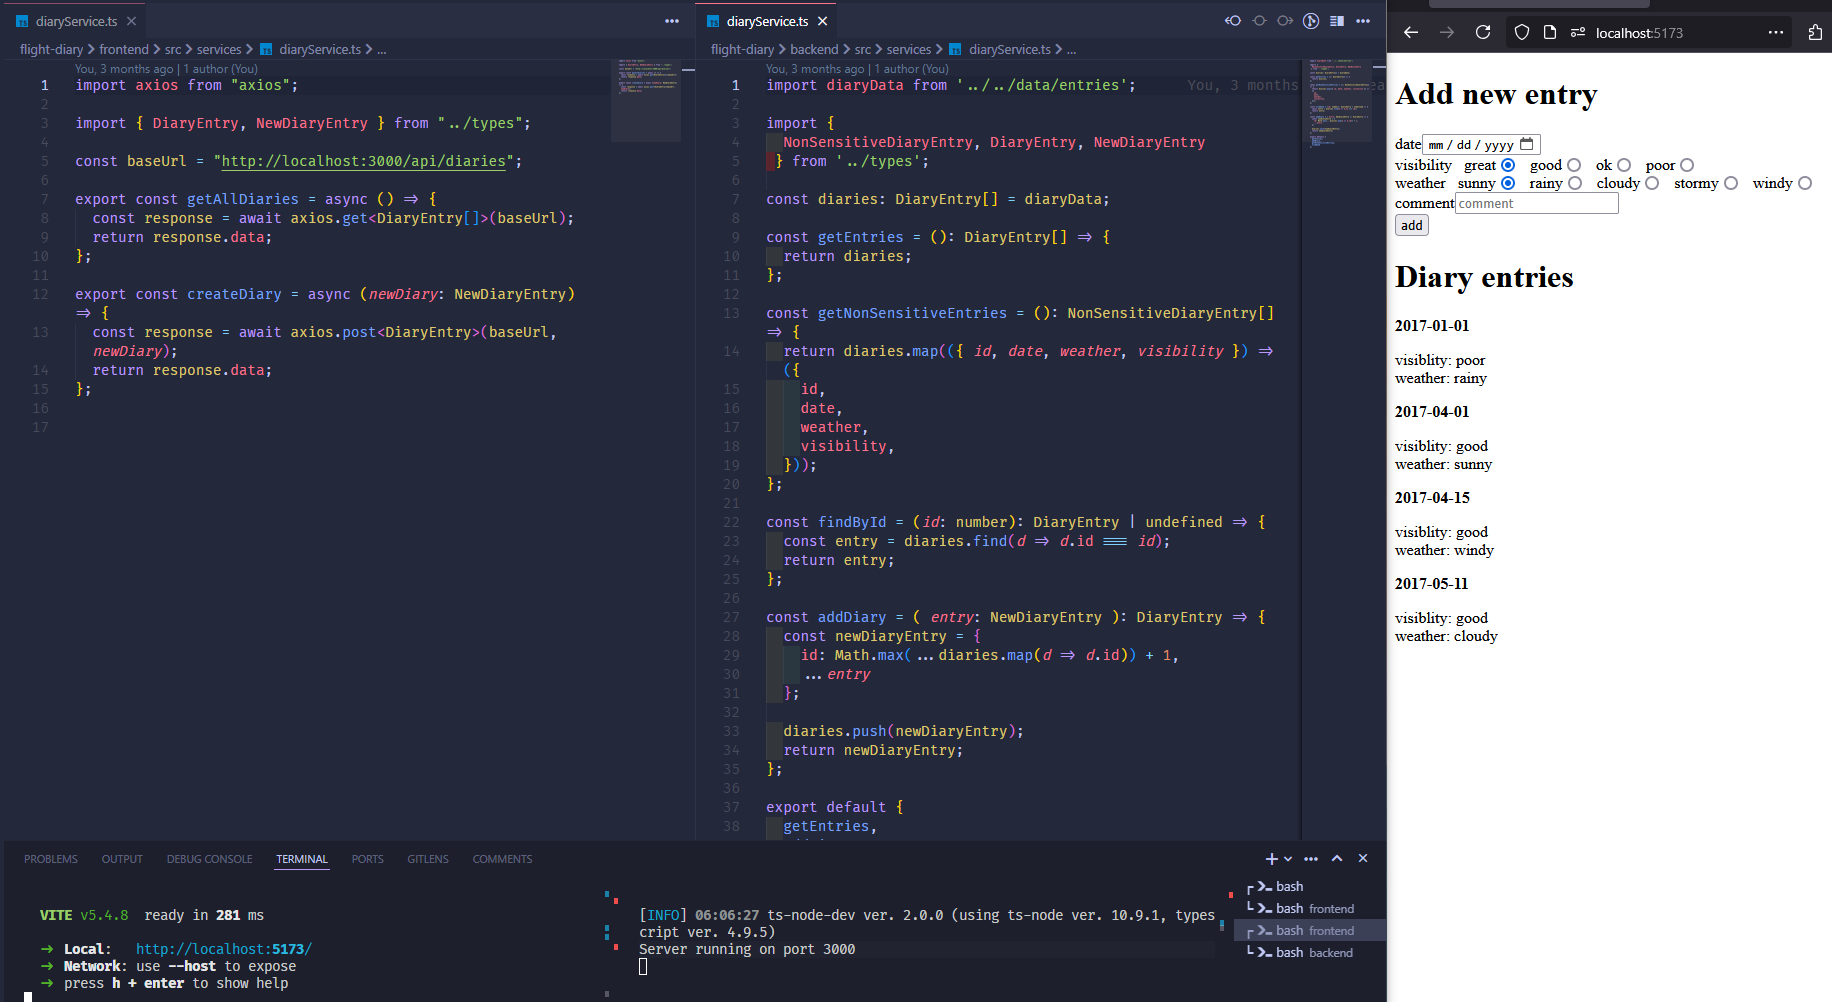 diaryService.ts
flight-diary > frontend > src > services > diaryService.ts > ...
You, 3 months ago | 1 author (You)
1 import axios from "axios";
2
3 import { DiaryEntry, NewDiaryEntry } from "../types";
4
5 const baseUrl = "http://localhost:3000/api/diaries";
6
7 export const getAllDiaries = async () => {
8 const response = await axios.get<DiaryEntry[]>(baseUrl);
9 return response.data;
10 };
11
12 export const createDiary = async (newDiary: NewDiaryEntry)
=> {
13 const response = await axios.post<DiaryEntry>(baseUrl,
newDiary);
14 return response.data;
15 };
16
17
diaryService.ts
flight-diary > backend > src > services > diaryService.ts > ...
You, 3 months ago | 1 author (You)
1 import diaryData from '../../data/entries'; You, 3 months
2
3 import {
4 NonSensitiveDiaryEntry, DiaryEntry, NewDiaryEntry
5 } from '../types';
6
7 const diaries: DiaryEntry[] = diaryData;
8
9 const getEntries = (): DiaryEntry[] => {
10 return diaries;
11 };
12
13 const getNonSensitiveEntries = (): NonSensitiveDiaryEntry[]
=> {
14 return diaries.map(({ id, date, weather, visibility }) =>
({
15 id,
16 date,
17 weather,
18 visibility,
19 }));
20 };
21
22 const findById = (id: number): DiaryEntry | undefined => {
23 const entry = diaries.find(d => d.id === id);
24 return entry;
25 };
26
27 const addDiary = ( entry: NewDiaryEntry ): DiaryEntry => {
28 const newDiaryEntry = {
29 id: Math.max(...diaries.map(d => d.id)) + 1,
30 ...entry
31 };
32
33 diaries.push(newDiaryEntry);
34 return newDiaryEntry;
35 };
36
37 export default {
38 getEntries,
PROBLEMS OUTPUT DEBUG CONSOLE TERMINAL PORTS GITLENS COMMENTS
VITE v5.4.8 ready in 281 ms
➜ Local: http://localhost:5173/
➜ Network: use --host to expose
➜ press h + enter to show help
[INFO] 06:06:27 ts-node-dev ver. 2.0.0 (using ts-node ver. 10.9.1, types
cript ver. 4.9.5)
Server running on port 3000
bash
bash frontend
bash frontend
bash backend
localhost:5173
Add new entry
date mm / dd / yyyy
visibility great good ok poor
weather sunny rainy cloudy stormy windy
comment comment
add
Diary entries
2017-01-01
visiblity: poor
weather: rainy
2017-04-01
visiblity: good
weather: sunny
2017-04-15
visiblity: good
weather: windy
2017-05-11
visiblity: good
weather: cloudy